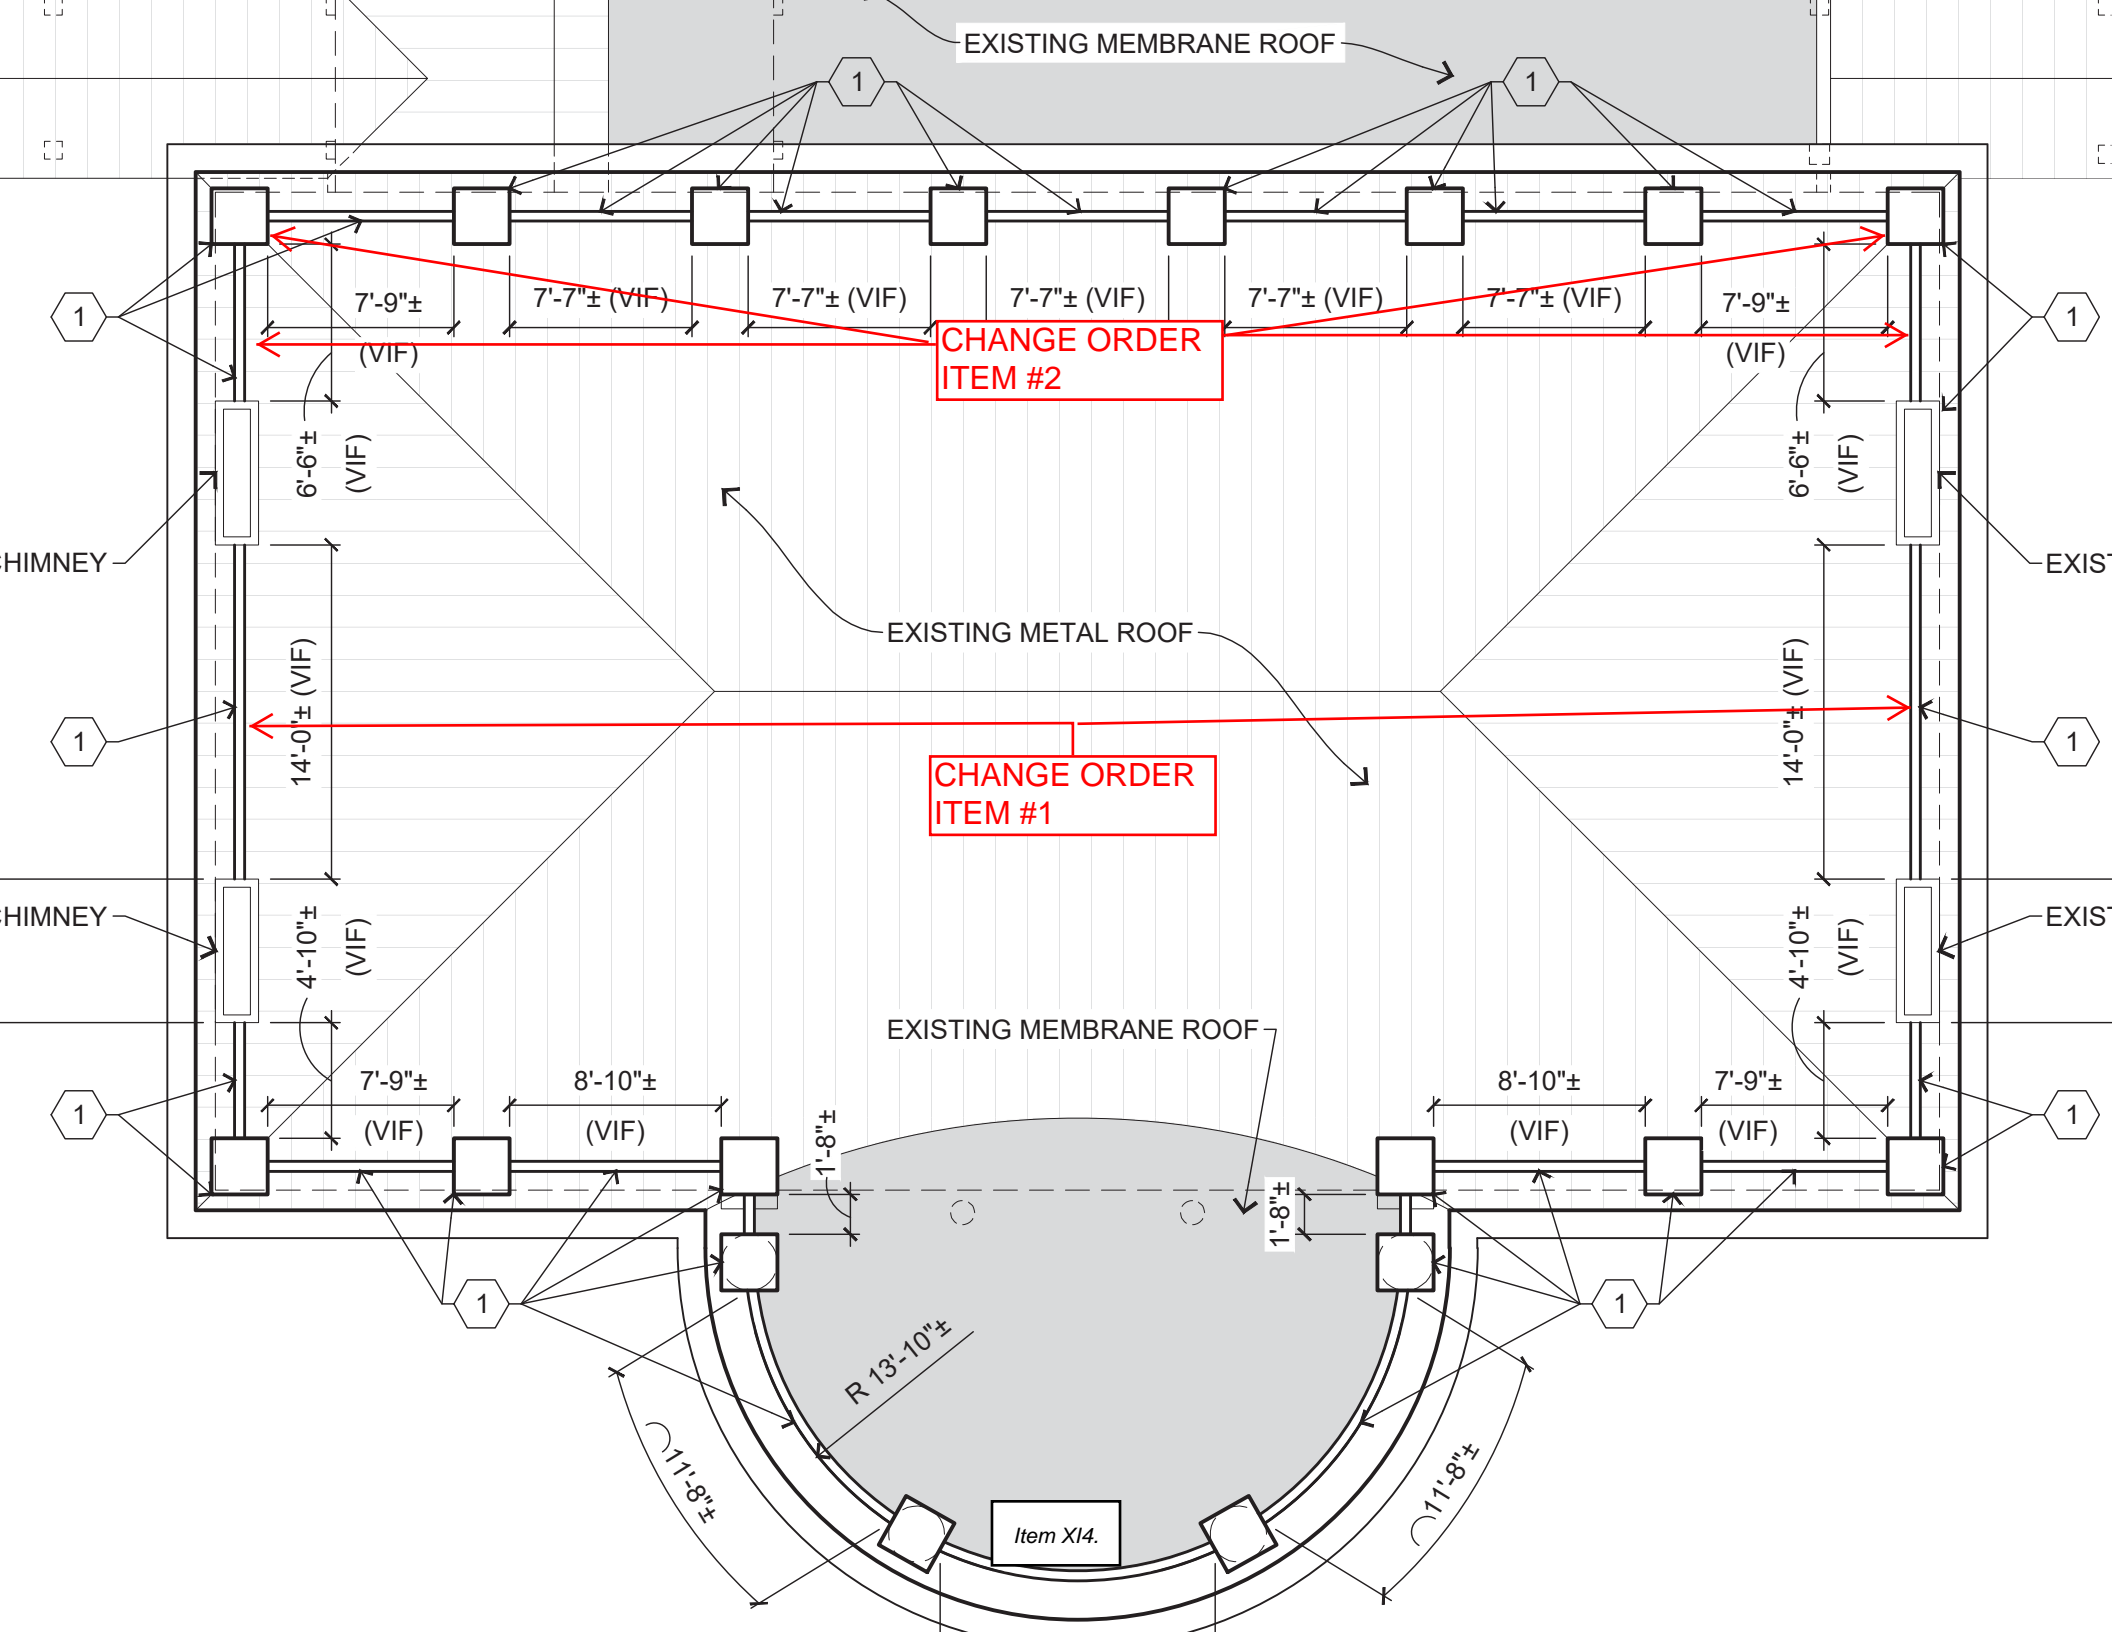 EXISTING MEMBRANE ROOF
1
1
7'-9"±
(VIF)
7'-7"± (VIF)
7'-7"± (VIF)
7'-7"± (VIF)
7'-7"± (VIF)
7'-7"± (VIF)
7'-9"±
(VIF)
1
1
CHANGE ORDER
ITEM #2
6'-6"±
(VIF)
6'-6"±
(VIF)
CHIMNEY
EXIST
EXISTING METAL ROOF
14'-0"± (VIF)
14'-0"± (VIF)
1
1
CHANGE ORDER
ITEM #1
CHIMNEY
EXIST
4'-10"±
(VIF)
4'-10"±
(VIF)
EXISTING MEMBRANE ROOF
1
1
7'-9"±
(VIF)
8'-10"±
(VIF)
8'-10"±
(VIF)
7'-9"±
(VIF)
1'-8"±
1'-8"±
1
1
R 13'-10"±
11'-8"±
11'-8"±
Item XI4.